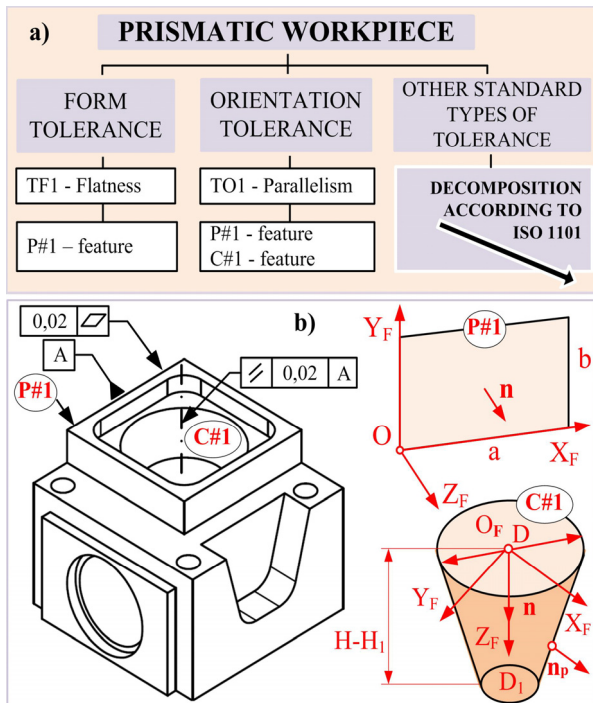 a)
PRISMATIC WORKPIECE
FORM
TOLERANCE
TF1 - Flatness
P#1 – feature
ORIENTATION
TOLERANCE
TO1 - Parallelism
P#1 - feature
C#1 - feature
OTHER STANDARD
TYPES OF
TOLERANCE
DECOMPOSITION
ACCORDING TO
ISO 1101
b)
0,02
A
P#1
0,02 A
C#1
Y_F
P#1
b
n
O
a
X_F
Z_F
C#1
O_F D
Y_F
n
X_F
Z_F
H-H₁
n_p
D₁